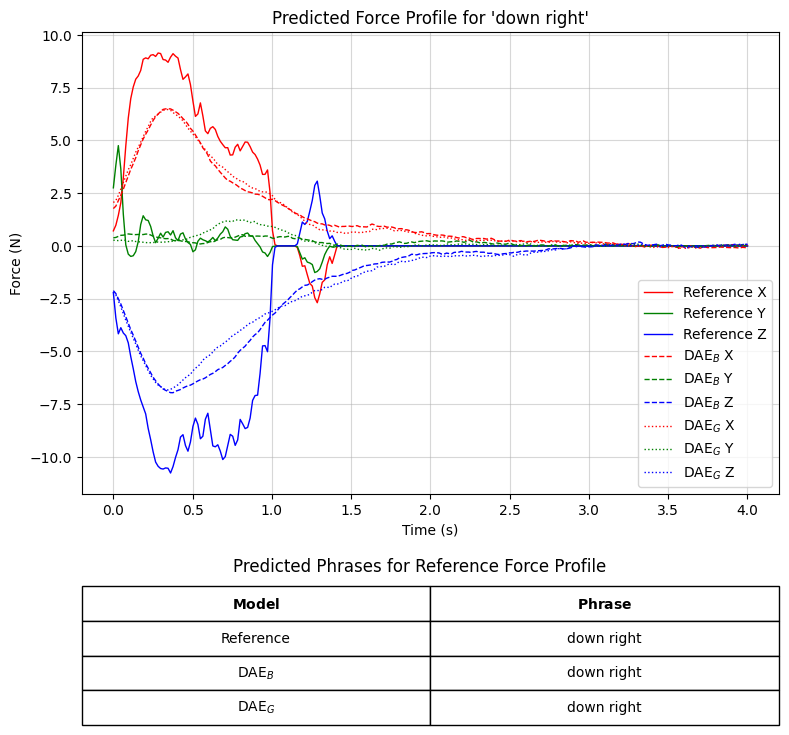 Predicted Force Profile for 'down right'
10.0
7.5
5.0
2.5
0.0
−2.5
−5.0
−7.5
−10.0
Force (N)
0.0 0.5 1.0 1.5 2.0 2.5 3.0 3.5 4.0
Time (s)
Reference X
Reference Y
Reference Z
DAE_B X
DAE_B Y
DAE_B Z
DAE_G X
DAE_G Y
DAE_G Z
Predicted Phrases for Reference Force Profile
Model Phrase
Reference down right
DAE_B down right
DAE_G down right